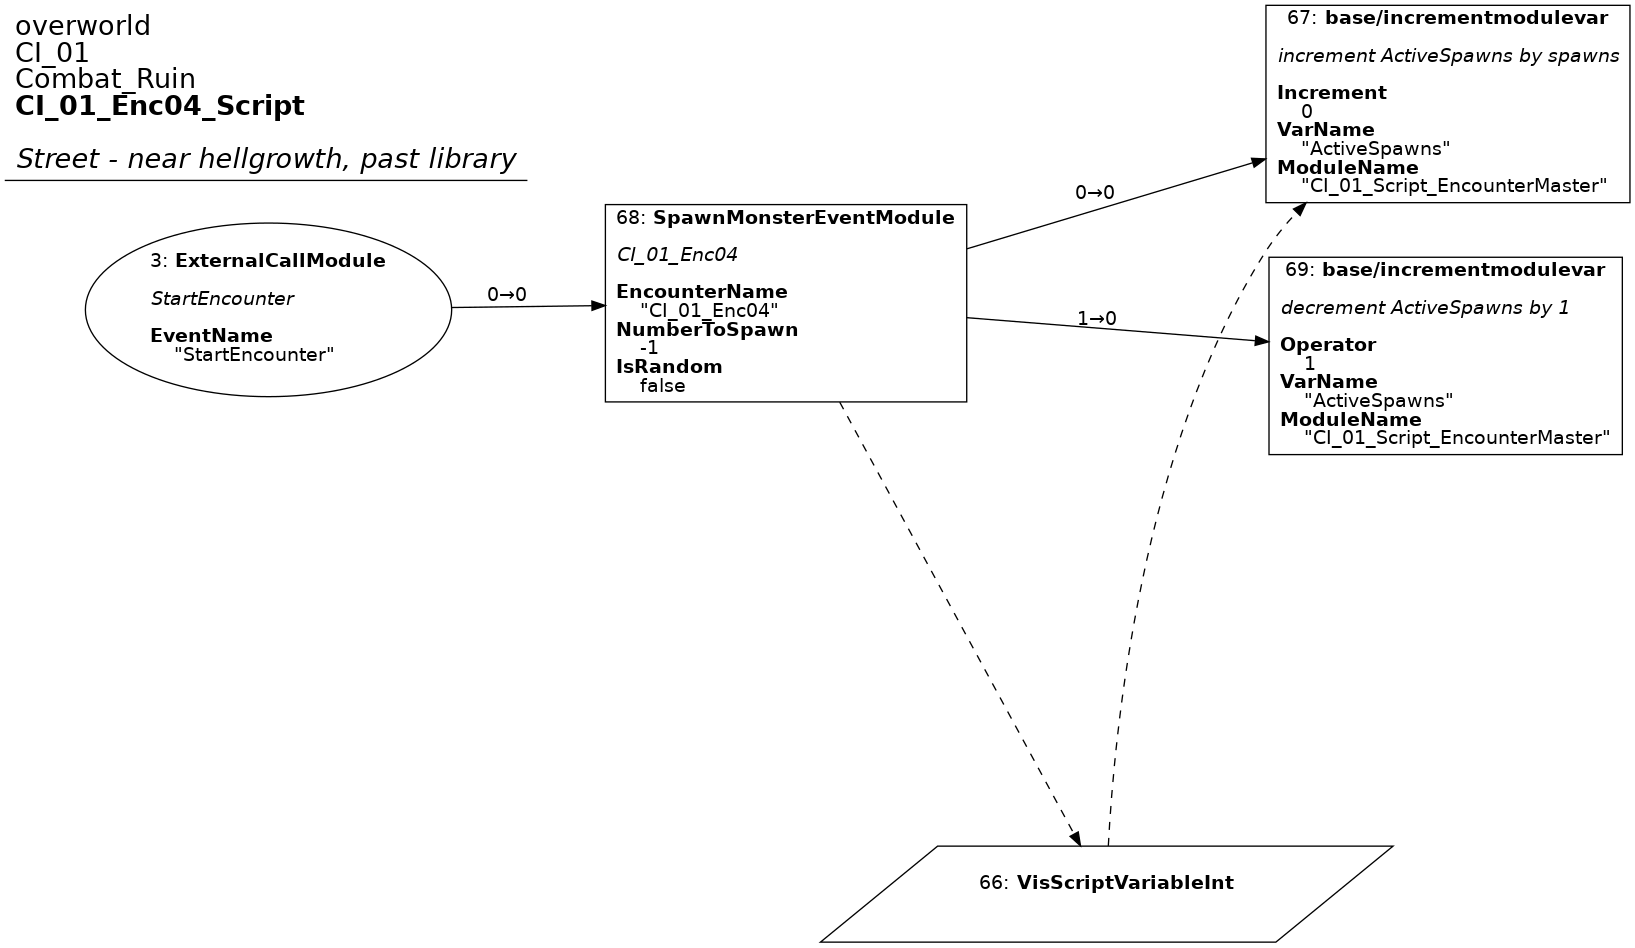 overworld
CI_01
Combat_Ruin
CI_01_Enc04_Script
Street - near hellgrowth, past library
3: ExternalCallModule
StartEncounter
EventName
"StartEncounter"
0→0
68: SpawnMonsterEventModule
CI_01_Enc04
EncounterName
"CI_01_Enc04"
NumberToSpawn
-1
IsRandom
false
0→0
1→0
67: base/incrementmodulevar
increment ActiveSpawns by spawns
Increment
0
VarName
"ActiveSpawns"
ModuleName
"CI_01_Script_EncounterMaster"
69: base/incrementmodulevar
decrement ActiveSpawns by 1
Operator
1
VarName
"ActiveSpawns"
ModuleName
"CI_01_Script_EncounterMaster"
66: VisScriptVariableInt